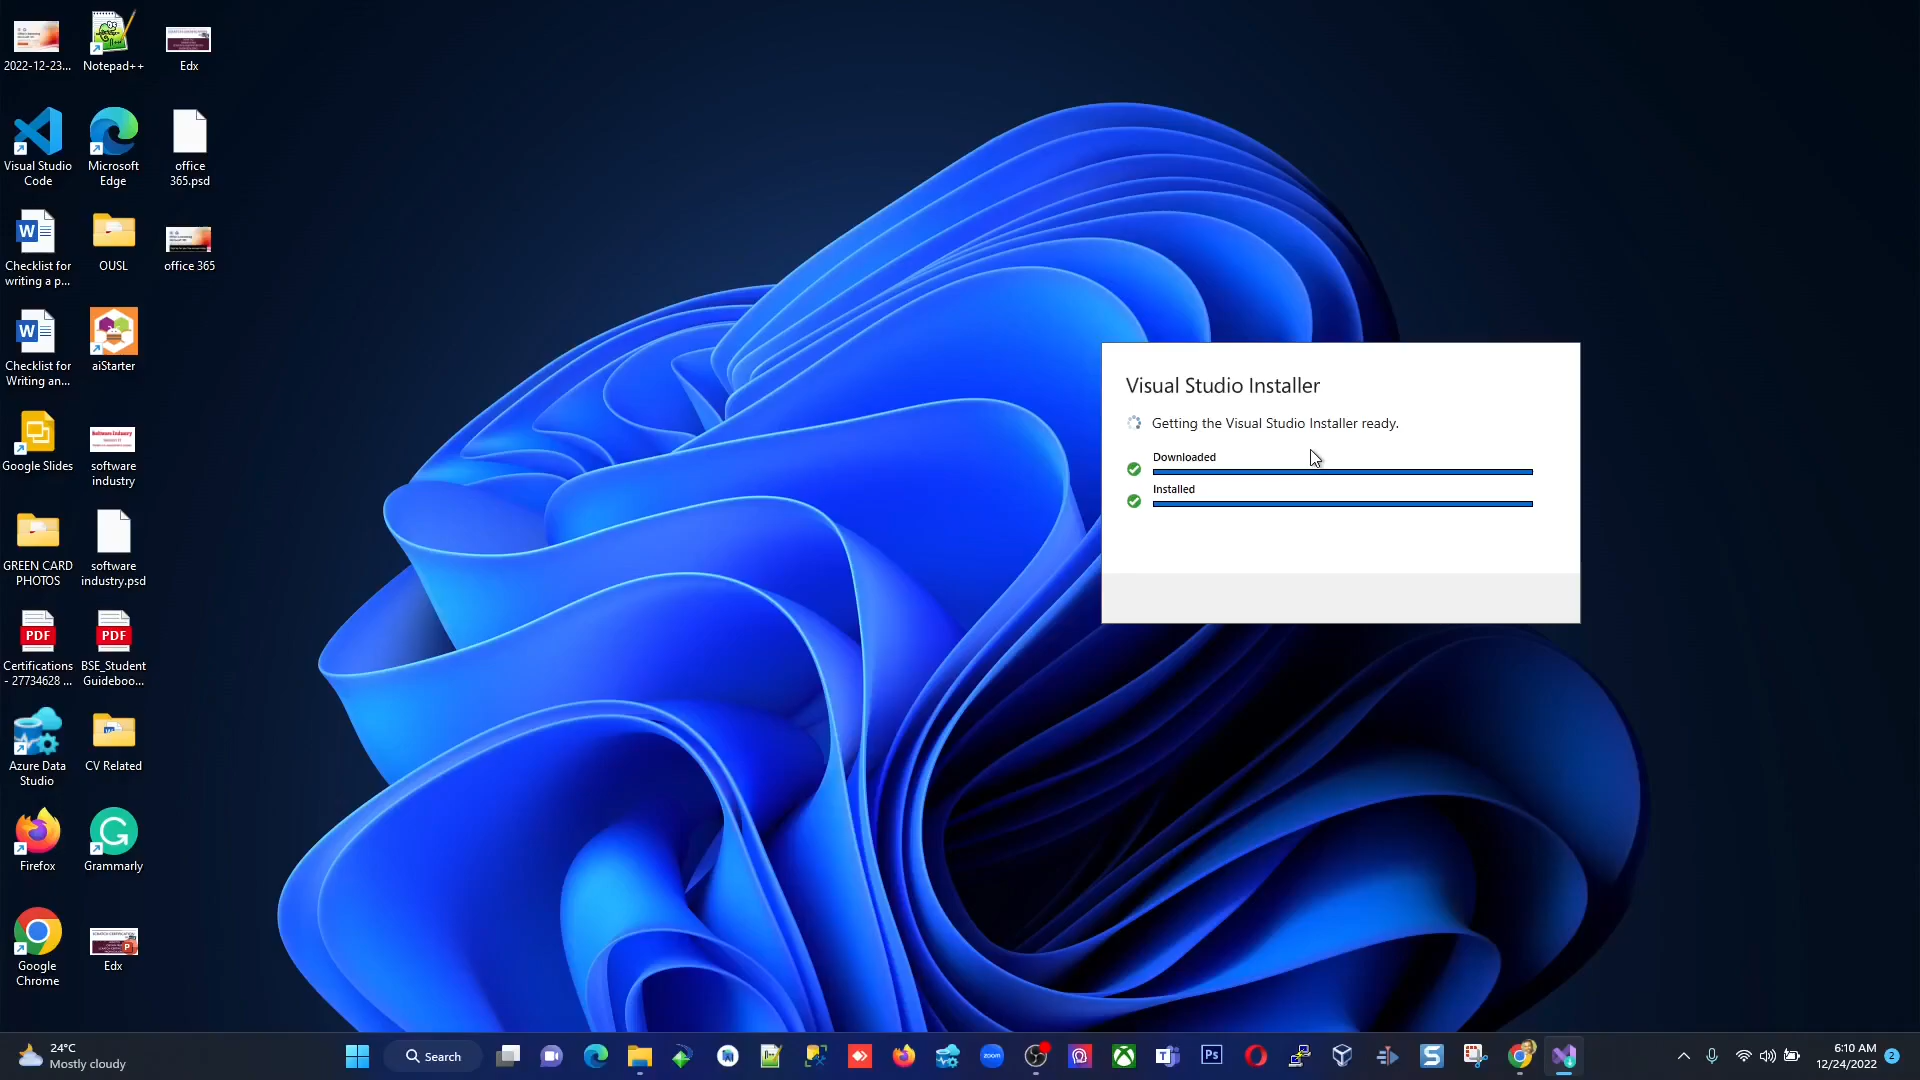 2022-12-23...
Notepad++
Edx
Visual Studio
Code
Microsoft
Edge
office
365.psd
Checklist for
writing a p...
OUSL
office 365
Checklist for
Writing an...
aiStarter
Google Slides
software
industry
GREEN CARD
PHOTOS
software
industry.psd
PDF
Certifications
- 27734628 ...
PDF
BSE_Student
Guideboo...
Azure Data
Studio
CV Related
Firefox
Grammarly
Google
Chrome
Edx
Visual Studio Installer
Getting the Visual Studio Installer ready.
Downloaded
Installed
24°C
Mostly cloudy
Search
zoom
Ps
6:10 AM
12/24/2022
2